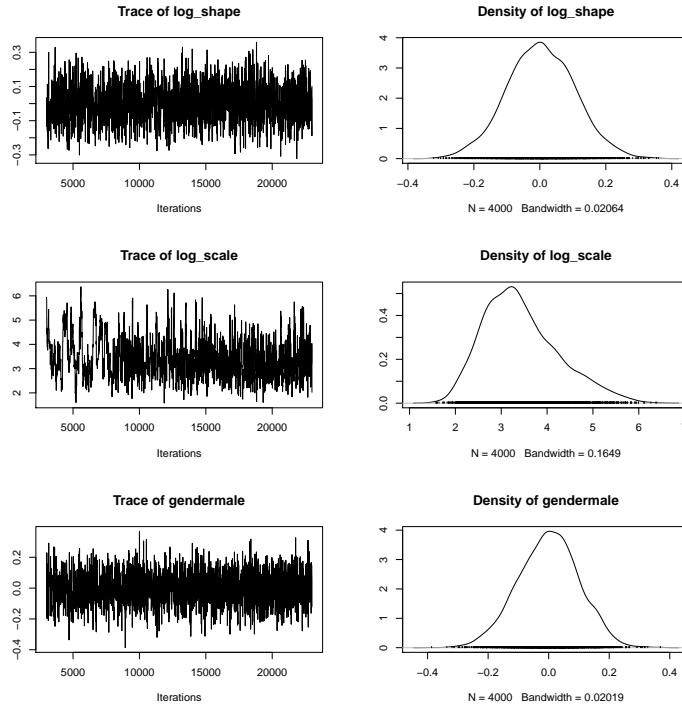 Trace of log_shape
0.3
0.1
−0.1
−0.3
5000 10000 15000 20000
Iterations
Density of log_shape
4
3
2
1
0
−0.4 −0.2 0.0 0.2 0.4
N = 4000 Bandwidth = 0.02064
Trace of log_scale
6
5
4
3
2
5000 10000 15000 20000
Iterations
Density of log_scale
0.4
0.2
0.0
1 2 3 4 5 6
N = 4000 Bandwidth = 0.1649
Trace of gendermale
0.2
0.0
−0.2
−0.4
5000 10000 15000 20000
Iterations
Density of gendermale
4
3
2
1
0
−0.4 −0.2 0.0 0.2 0.4
N = 4000 Bandwidth = 0.02019